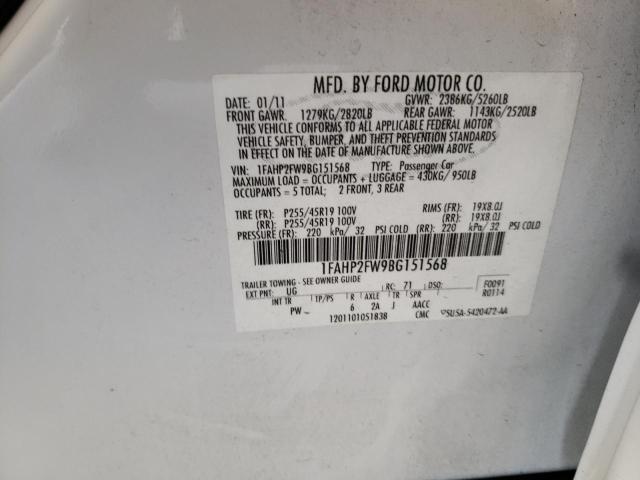 MFD. BY FORD MOTOR CO.
DATE: 01/11 GVWR: 2386KG/5260LB
FRONT GAWR: 1279KG/2820LB REAR GAWR: 1143KG/2520LB
THIS VEHICLE CONFORMS TO ALL APPLICABLE FEDERAL MOTOR
VEHICLE SAFETY, BUMPER, AND THEFT PREVENTION STANDARDS
IN EFFECT ON THE DATE OF MANUFACTURE SHOWN ABOVE.
VIN: 1FAHP2FW9BG151568 TYPE: Passenger Car
MAXIMUM LOAD = OCCUPANTS + LUGGAGE = 430KG/950LB
OCCUPANTS = 5 TOTAL; 2 FRONT, 3 REAR
TIRE (FR): P255/45R19 100V RIMS (FR): 19X8.0J
(RR): P255/45R19 100V (RR): 19X8.0J
PRESSURE (FR): 220 kPa/ 32 PSI COLD (RR): 220 kPa/ 32 PSI COLD
1FAHP2FW9BG151568
TRAILER TOWING - SEE OWNER GUIDE
EXT PNT: UG RC: 71 DSO: F0091
R0114
INT TR TP/PS R AXLE TR SPR
PW 6 2A J AACC
1201101051838 CMC